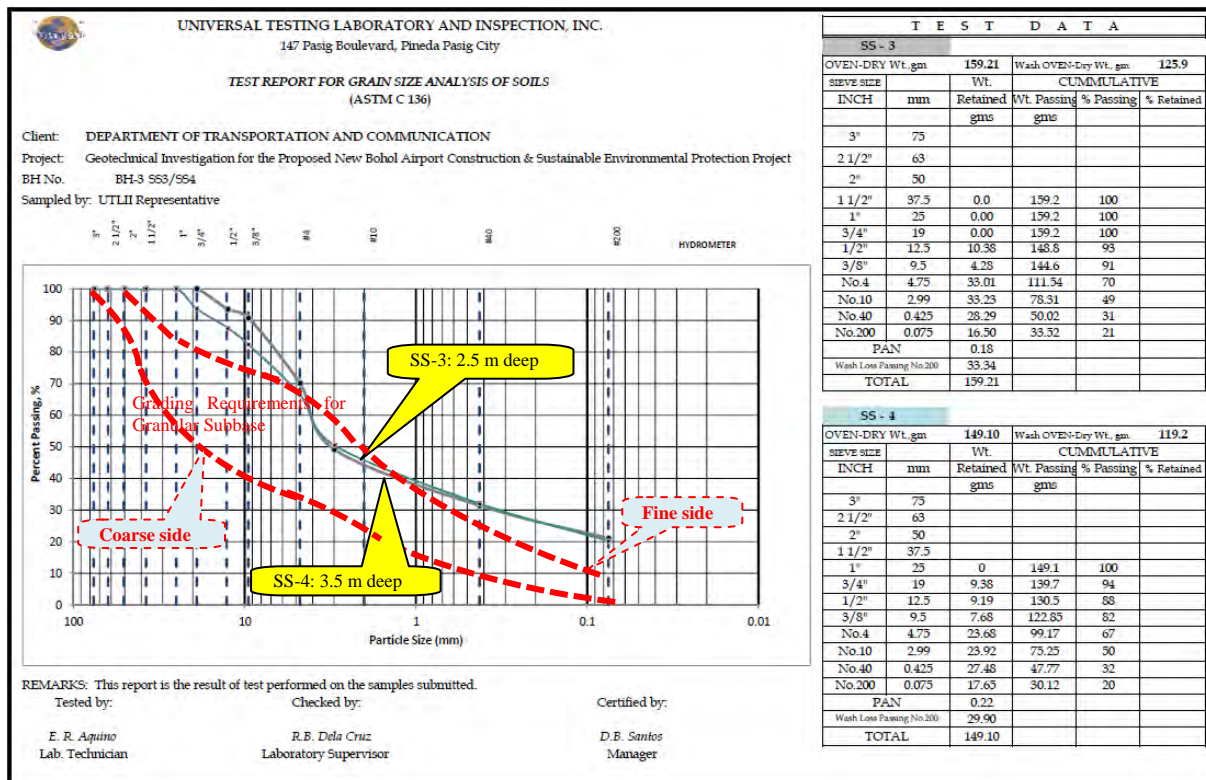 UNIVERSAL TESTING LABORATORY AND INSPECTION, INC.
147 Pasig Boulevard, Pineda Pasig City
TEST REPORT FOR GRAIN SIZE ANALYSIS OF SOILS
(ASTM C 136)
Client: DEPARTMENT OF TRANSPORTATION AND COMMUNICATION
Project: Geotechnical Investigation for the Proposed New Bohol Airport Construction & Sustainable Environmental Protection Project
BH No. BH-3 SS3/SS4
Sampled by: UTLII Representative
3" 2 1/2" 2" 1 1/2" 1" 3/4" 1/2" 3/8" #4 #10 #40 #200 HYDROMETER
100
90
80
70
60
50
40
30
20
10
0
Percent Passing, %
100 10 1 0.1 0.01
Particle Size (mm)
SS-3: 2.5 m deep
Grading Requirements for
Granular Subbase
Coarse side
Fine side
SS-4: 3.5 m deep
REMARKS: This report is the result of test performed on the samples submitted.
Tested by: Checked by: Certified by:
E. R. Aquino R.B. Dela Cruz D.B. Santos
Lab. Technician Laboratory Supervisor Manager
T E S T D A T A
SS - 3
OVEN-DRY Wt.,gm 159.21 Wash OVEN-Dry Wt., gm 125.9
SIEVE SIZE Wt. CUMMULATIVE
INCH mm Retained Wt. Passing % Passing % Retained
gms gms
3" 75
2 1/2" 63
2" 50
1 1/2" 37.5 0.0 159.2 100
1" 25 0.00 159.2 100
3/4" 19 0.00 159.2 100
1/2" 12.5 10.38 148.8 93
3/8" 9.5 4.28 144.6 91
No.4 4.75 33.01 111.54 70
No.10 2.99 33.23 78.31 49
No.40 0.425 28.29 50.02 31
No.200 0.075 16.50 33.52 21
PAN 0.18
Wash Loss Passing No.200 33.34
TOTAL 159.21
SS - 4
OVEN-DRY Wt.,gm 149.10 Wash OVEN-Dry Wt., gm 119.2
SIEVE SIZE Wt. CUMMULATIVE
INCH mm Retained Wt. Passing % Passing % Retained
gms gms
3" 75
2 1/2" 63
2" 50
1 1/2" 37.5
1" 25 0 149.1 100
3/4" 19 9.38 139.7 94
1/2" 12.5 9.19 130.5 88
3/8" 9.5 7.68 122.85 82
No.4 4.75 23.68 99.17 67
No.10 2.99 23.92 75.25 50
No.40 0.425 27.48 47.77 32
No.200 0.075 17.65 30.12 20
PAN 0.22
Wash Loss Passing No.200 29.90
TOTAL 149.10